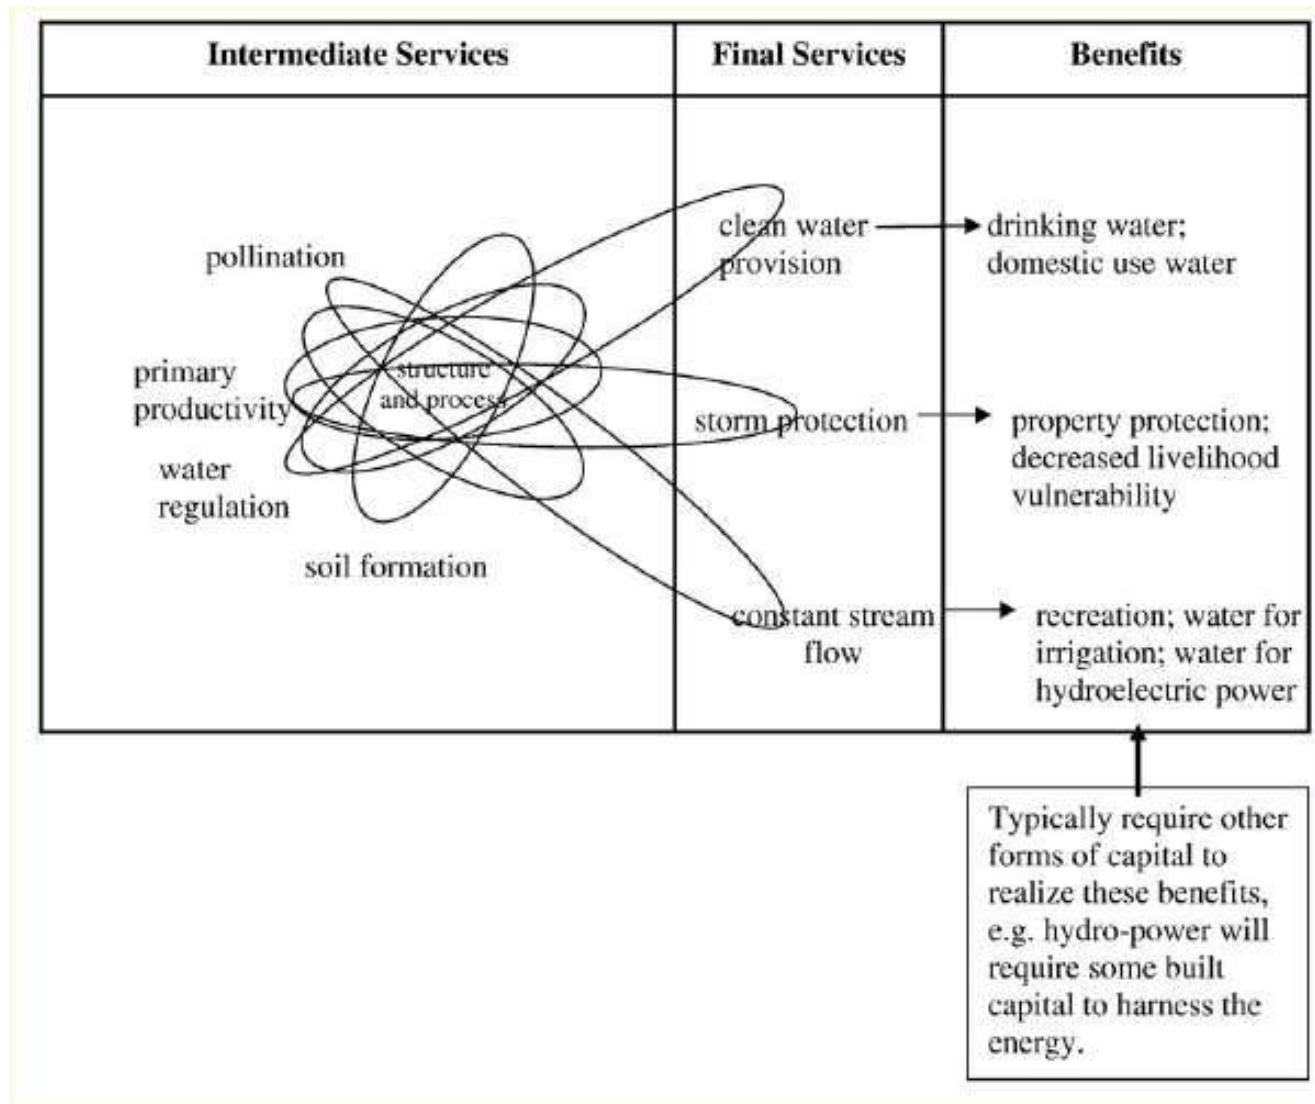 Intermediate Services
Final Services
Benefits
pollination
primary
productivity
water
regulation
soil formation
structure
and process
clean water
provision
storm protection
constant stream
flow
drinking water;
domestic use water
property protection;
decreased livelihood
vulnerability
recreation; water for
irrigation; water for
hydroelectric power
Typically require other
forms of capital to
realize these benefits,
e.g. hydro-power will
require some built
capital to harness the
energy.